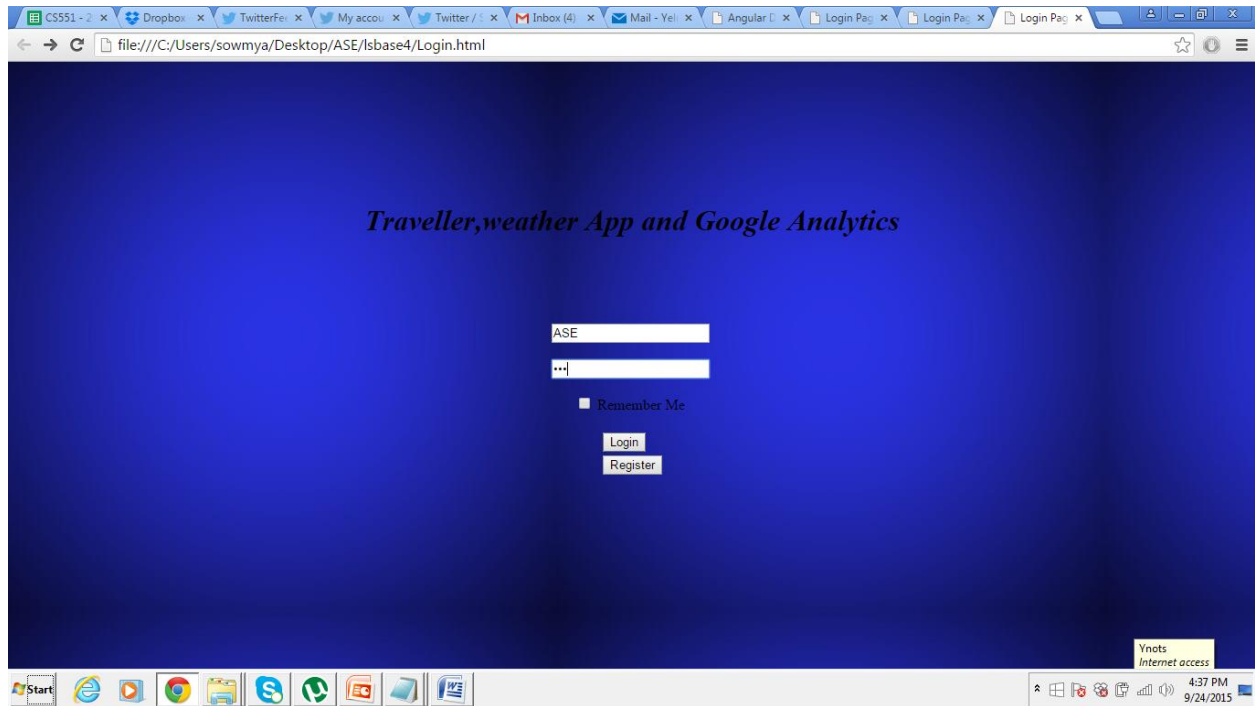 CS551 - 2 Dropbox TwitterFee My accou Twitter / S Inbox (4) Mail - Yel Angular D Login Pag Login Pag Login Pag
file:///C:/Users/sowmya/Desktop/ASE/lsbase4/Login.html
Traveller,weather App and Google Analytics
ASE
•••
Remember Me
Login
Register
Ynots
Internet access
Start
4:37 PM
9/24/2015